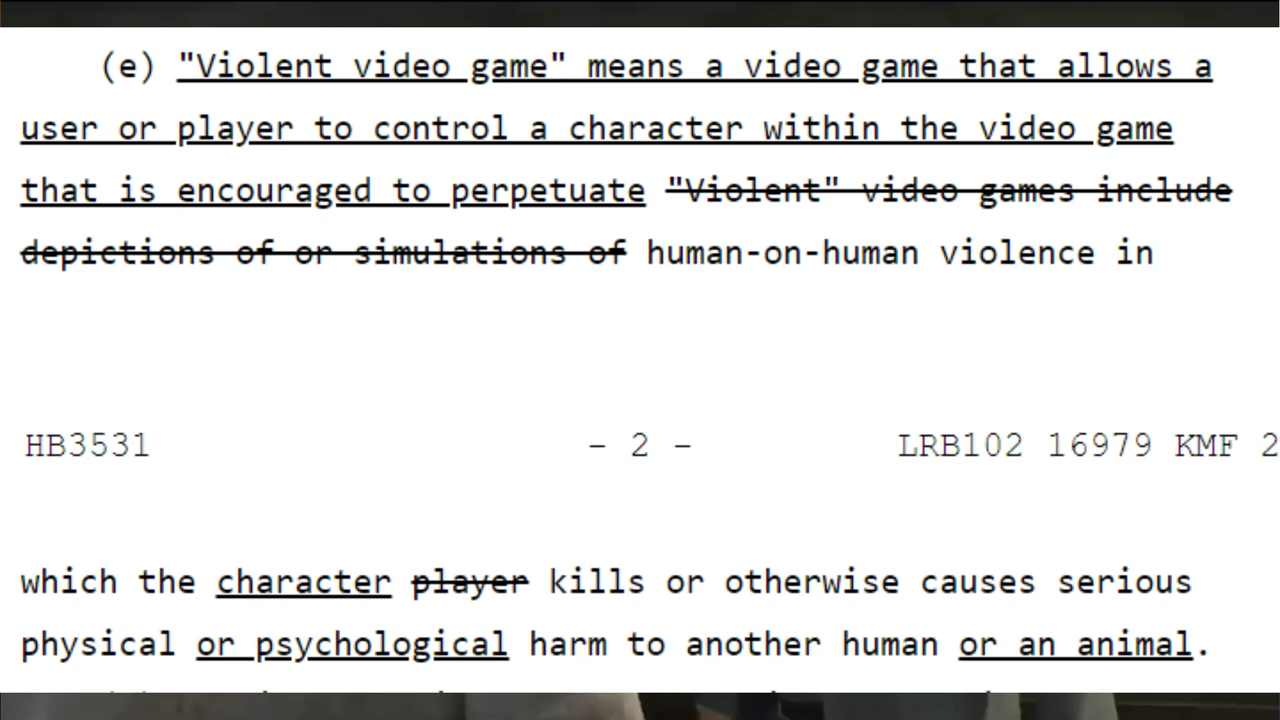 (e) "Violent video game" means a video game that allows a
user or player to control a character within the video game
that is encouraged to perpetuate "Violent" video games include
depictions of or simulations of human-on-human violence in
HB3531 - 2 - LRB102 16979 KMF 2
which the character player kills or otherwise causes serious
physical or psychological harm to another human or an animal.